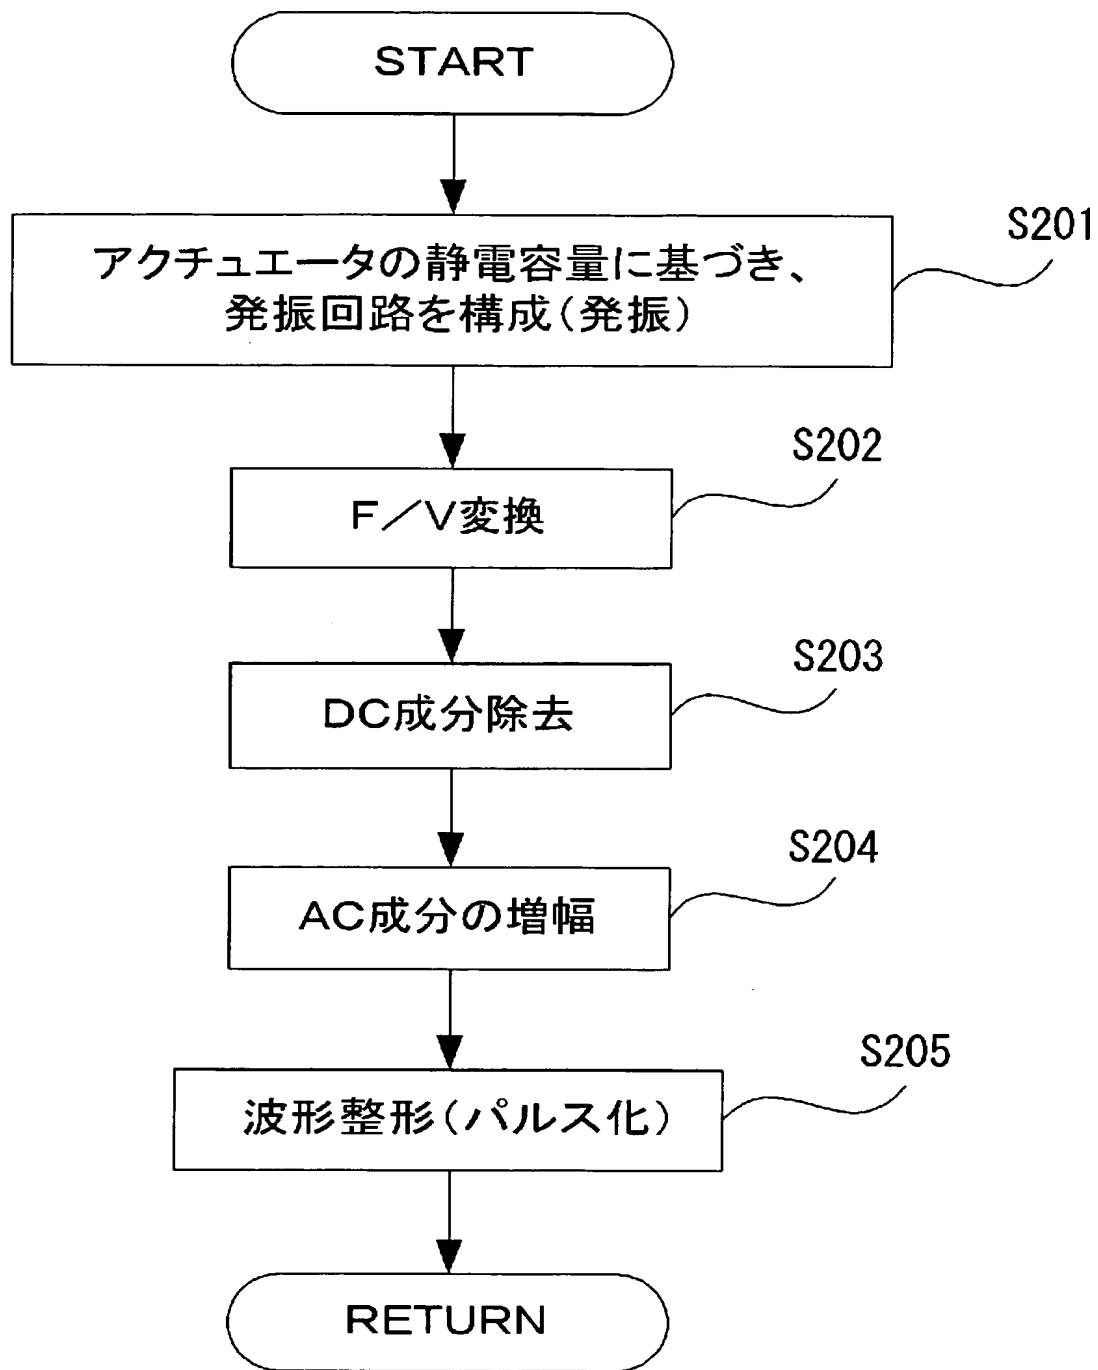 START
S201
アクチュエータの静電容量に基づき、
発振回路を構成（発振）
S202
F／V変換
S203
DC成分除去
S204
AC成分の増幅
S205
波形整形（パルス化）
RETURN